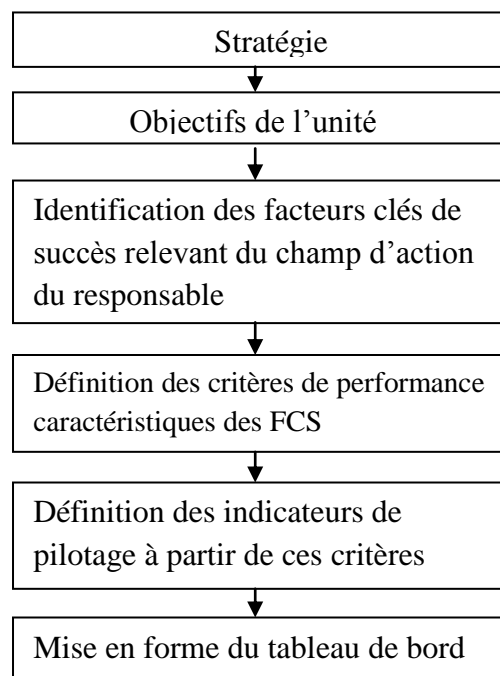 Stratégie
Objectifs de l’unité
Identification des facteurs clés de
succès relevant du champ d’action
du responsable
Définition des critères de performance
caractéristiques des FCS
Définition des indicateurs de
pilotage à partir de ces critères
Mise en forme du tableau de bord